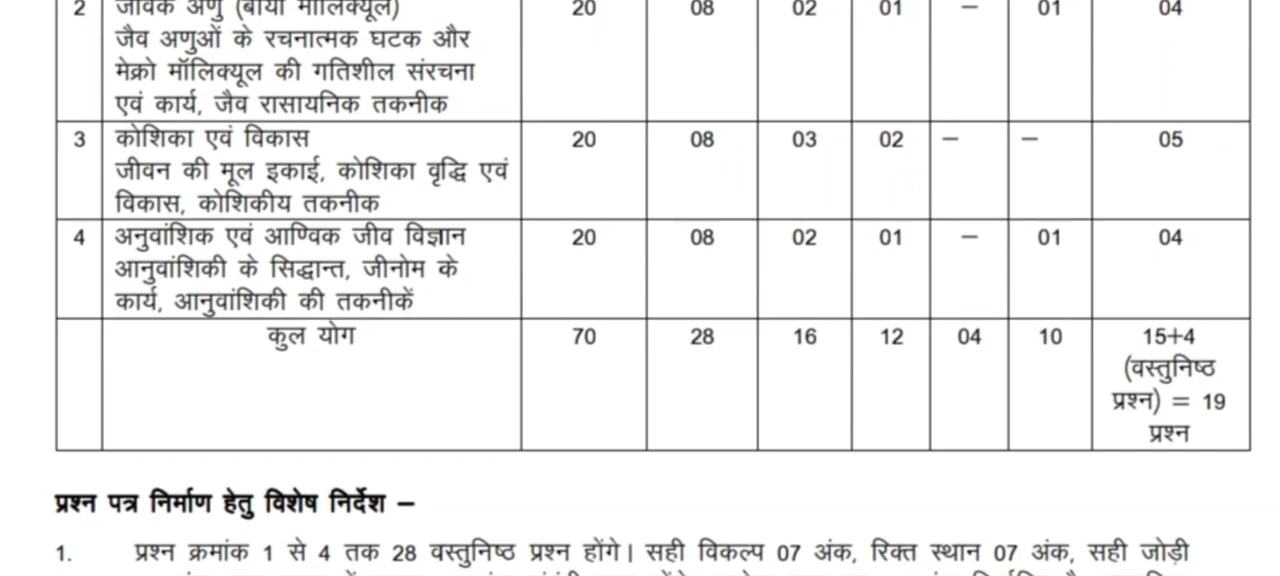 2 जैविक अणु (बायो मॉलिक्यूल) 20 08 02 01 – 01 04
जैव अणुओं के रचनात्मक घटक और
मेक्रो मॉलिक्यूल की गतिशील संरचना
एवं कार्य, जैव रासायनिक तकनीक
3 कोशिका एवं विकास 20 08 03 02 – – 05
जीवन की मूल इकाई, कोशिका वृद्धि एवं
विकास, कोशिकीय तकनीक
4 अनुवांशिक एवं आण्विक जीव विज्ञान 20 08 02 01 – 01 04
आनुवांशिकी के सिद्धान्त, जीनोम के
कार्य, आनुवांशिकी की तकनीकें
कुल योग 70 28 16 12 04 10 15+4
(वस्तुनिष्ठ
प्रश्न) = 19
प्रश्न
प्रश्न पत्र निर्माण हेतु विशेष निर्देश –
1. प्रश्न क्रमांक 1 से 4 तक 28 वस्तुनिष्ठ प्रश्न होंगे। सही विकल्प 07 अंक, रिक्त स्थान 07 अंक, सही जोड़ी